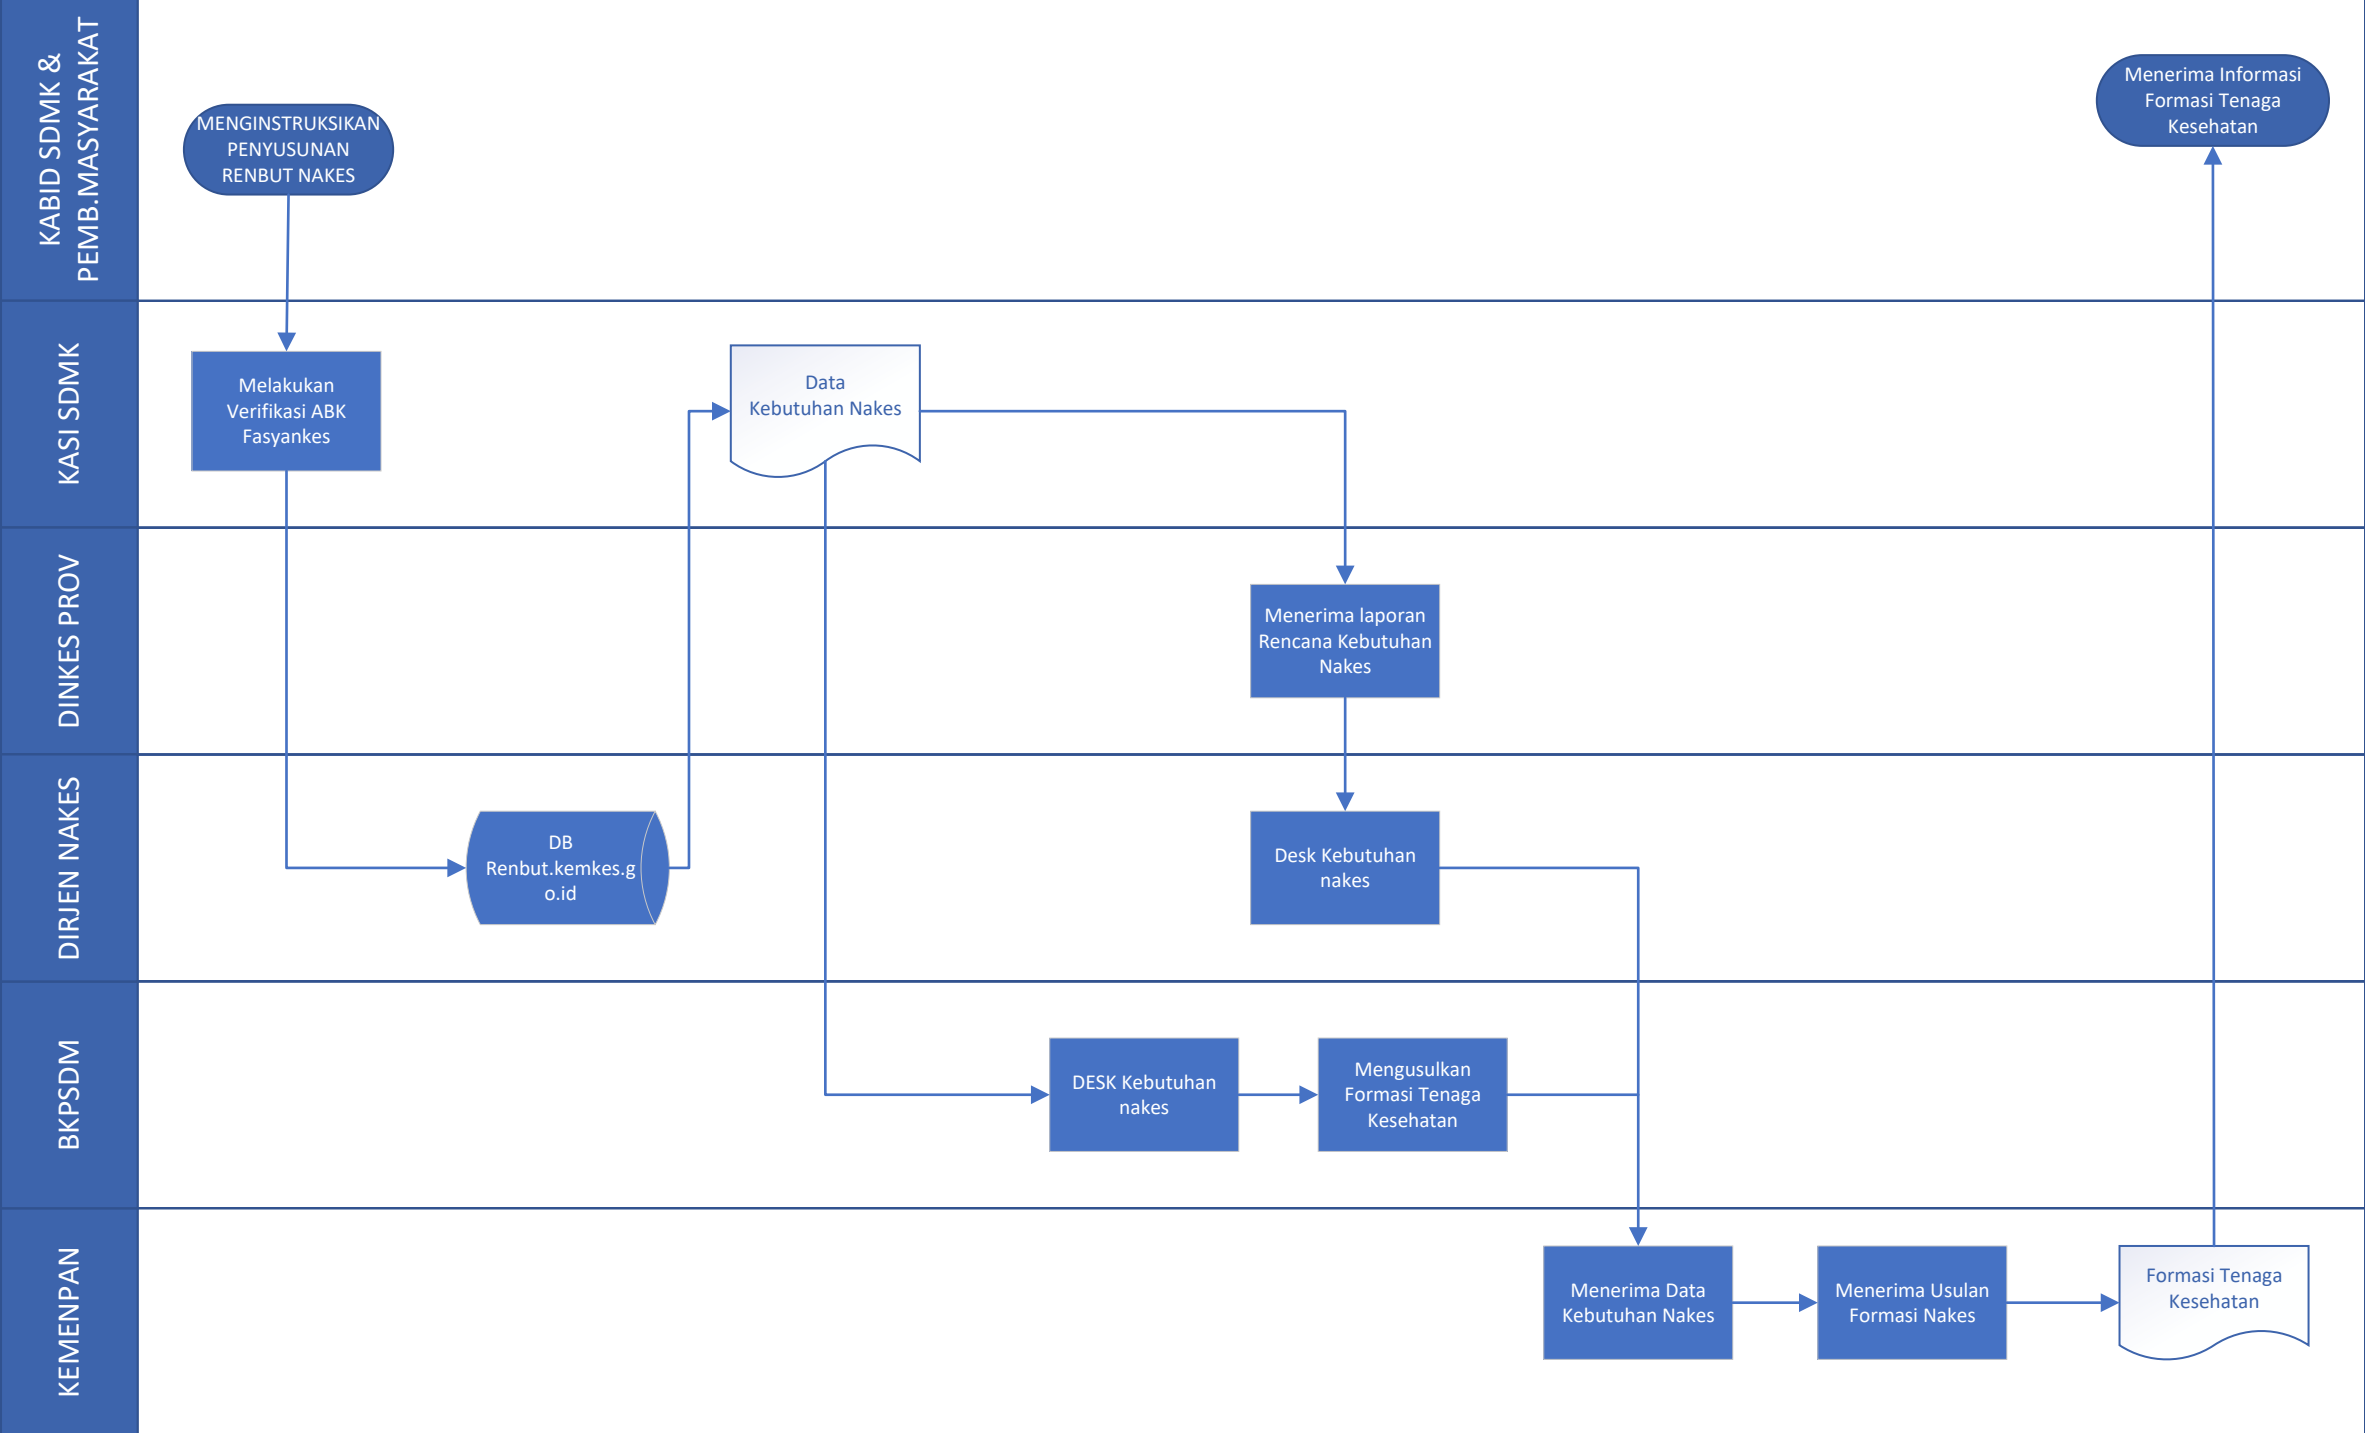 KABID SDMK &
PEMB.MASYARAKAT
MENGINSTRUKSIKAN
PENYUSUNAN
RENBUT NAKES
Menerima Informasi
Formasi Tenaga
Kesehatan
KASI SDMK
Melakukan
Verifikasi ABK
Fasyankes
Data
Kebutuhan Nakes
DINKES PROV
Menerima laporan
Rencana Kebutuhan
Nakes
DIRJEN NAKES
DB
Renbut.kemkes.g
o.id
Desk Kebutuhan
nakes
BKPSDM
DESK Kebutuhan
nakes
Mengusulkan
Formasi Tenaga
Kesehatan
KEMENPAN
Menerima Data
Kebutuhan Nakes
Menerima Usulan
Formasi Nakes
Formasi Tenaga
Kesehatan